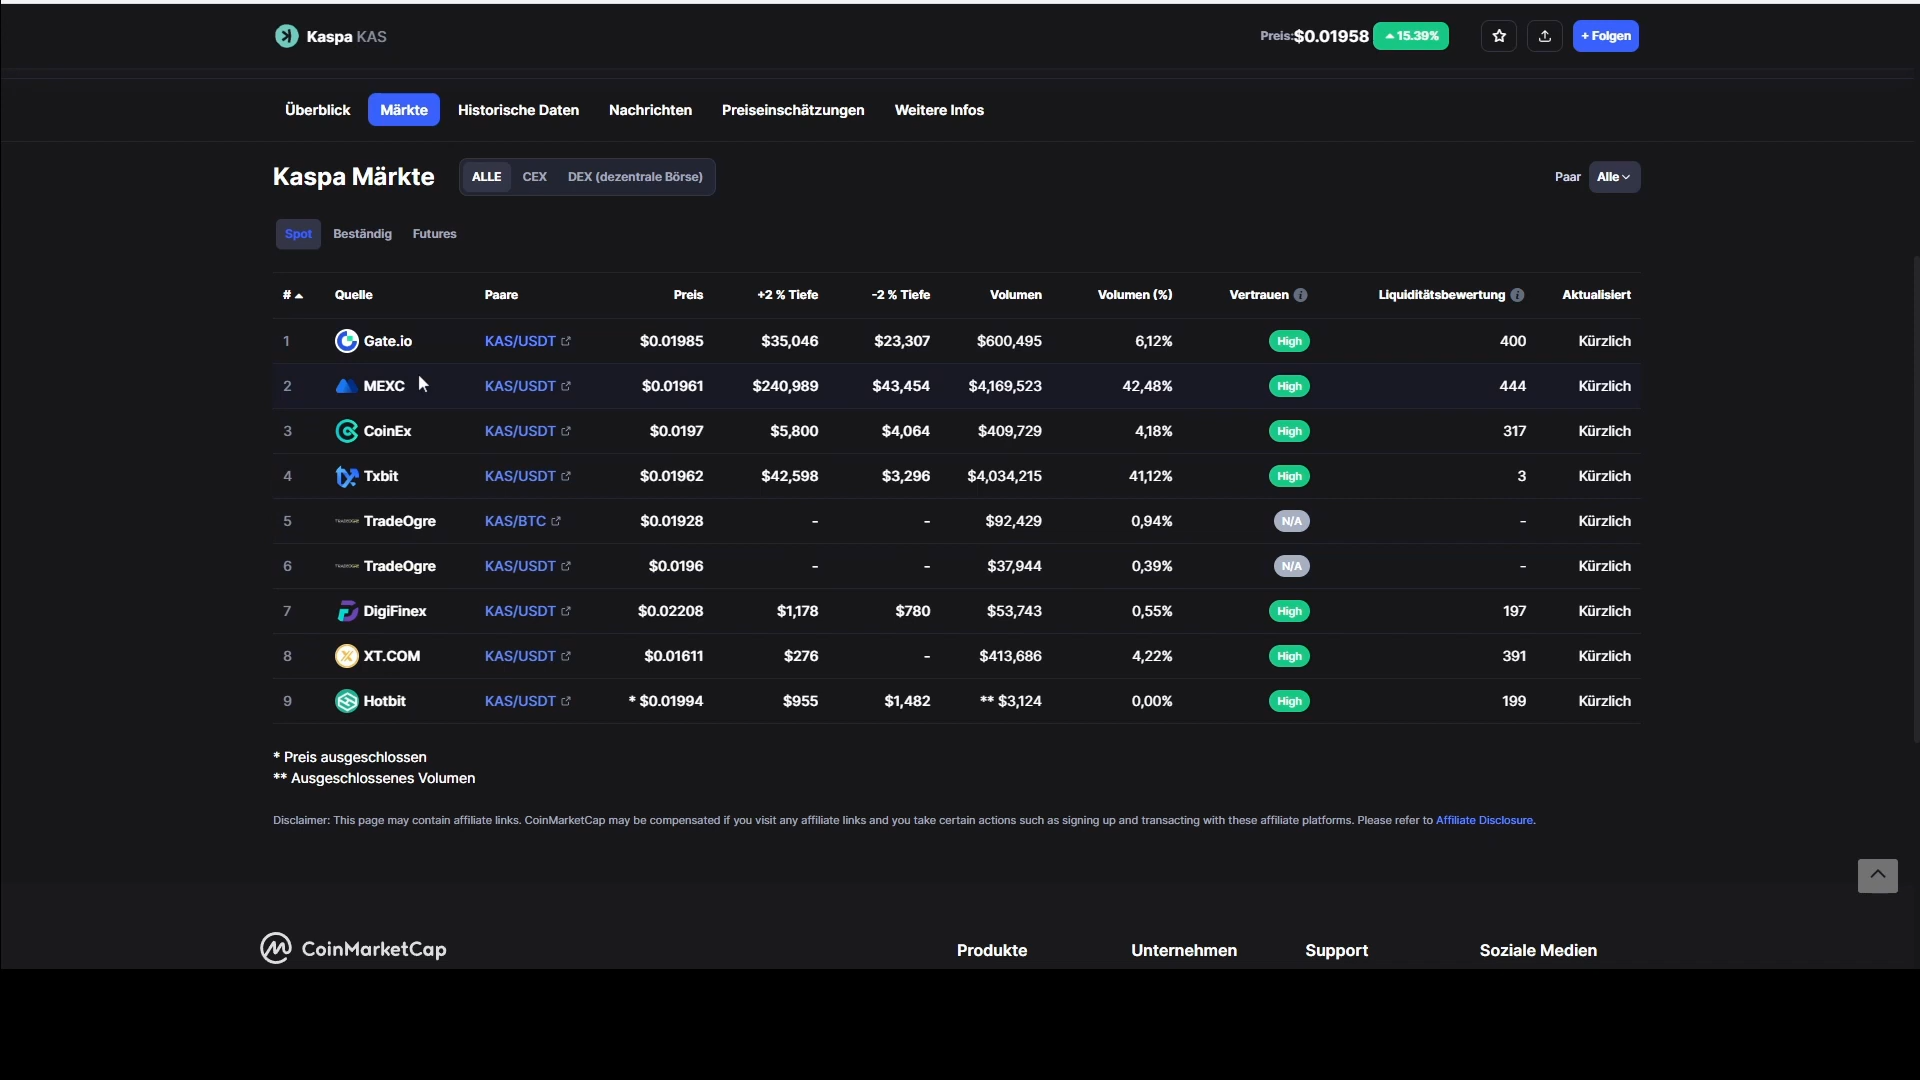 Kaspa KAS Preis:$0.01958 15.39% + Folgen
Überblick Märkte Historische Daten Nachrichten Preiseinschätzungen Weitere Infos
Kaspa Märkte ALLE CEX DEX (dezentrale Börse) Paar Alle
Spot Beständig Futures
# Quelle Paare Preis +2 % Tiefe -2 % Tiefe Volumen Volumen (%) Vertrauen Liquiditätsbewertung Aktualisiert
1 Gate.io KAS/USDT $0.01985 $35,046 $23,307 $600,495 6,12% High 400 Kürzlich
2 MEXC KAS/USDT $0.01961 $240,989 $43,454 $4,169,523 42,48% High 444 Kürzlich
3 CoinEx KAS/USDT $0.0197 $5,800 $4,064 $409,729 4,18% High 317 Kürzlich
4 Txbit KAS/USDT $0.01962 $42,598 $3,296 $4,034,215 41,12% High 3 Kürzlich
5 TradeOgre KAS/BTC $0.01928 - - $92,429 0,94% N/A - Kürzlich
6 TradeOgre KAS/USDT $0.0196 - - $37,944 0,39% N/A - Kürzlich
7 DigiFinex KAS/USDT $0.02208 $1,178 $780 $53,743 0,55% High 197 Kürzlich
8 XT.COM KAS/USDT $0.01611 $276 - $413,686 4,22% High 391 Kürzlich
9 Hotbit KAS/USDT * $0.01994 $955 $1,482 ** $3,124 0,00% High 199 Kürzlich
* Preis ausgeschlossen
** Ausgeschlossenes Volumen
Disclaimer: This page may contain affiliate links. CoinMarketCap may be compensated if you visit any affiliate links and you take certain actions such as signing up and transacting with these affiliate platforms. Please refer to Affiliate Disclosure.
CoinMarketCap Produkte Unternehmen Support Soziale Medien